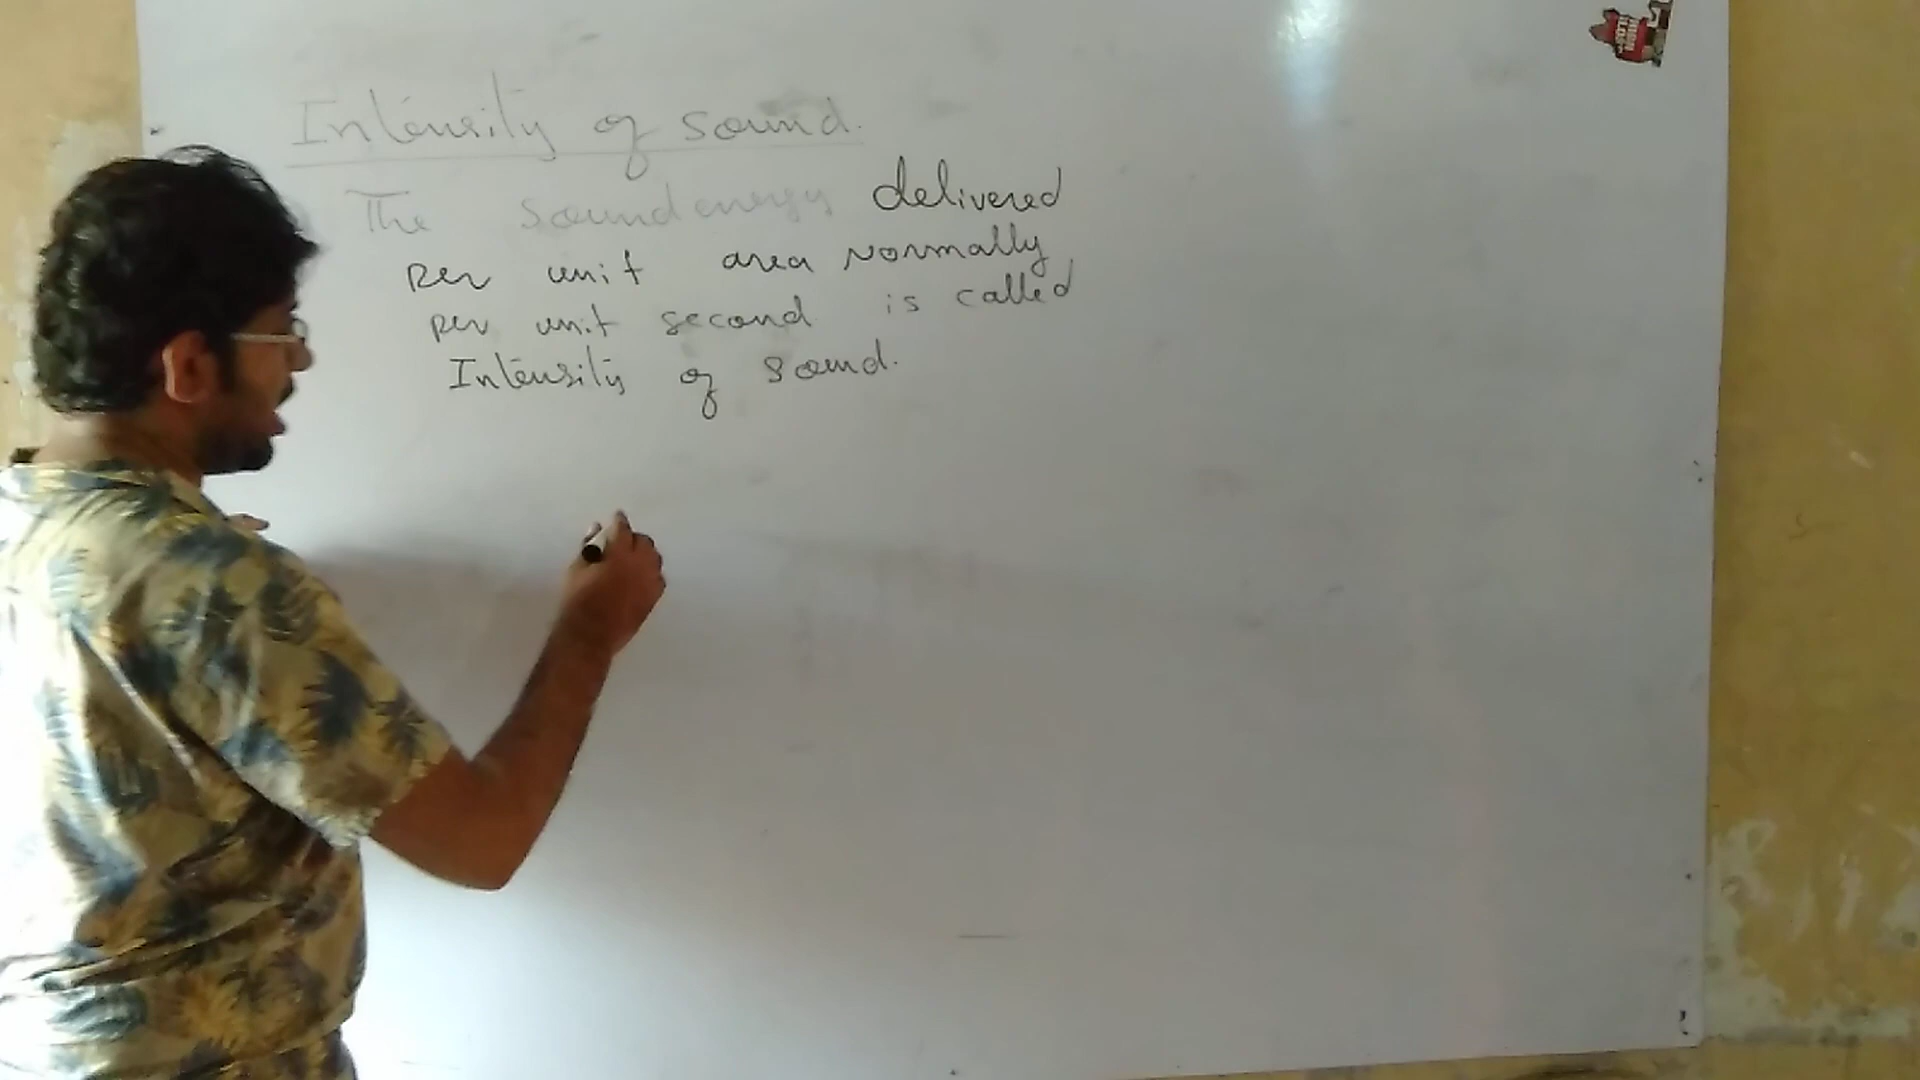 Intensity of sound.
The sound energy delivered
per unit area Normally
per unit second is called
Intensity of sound.